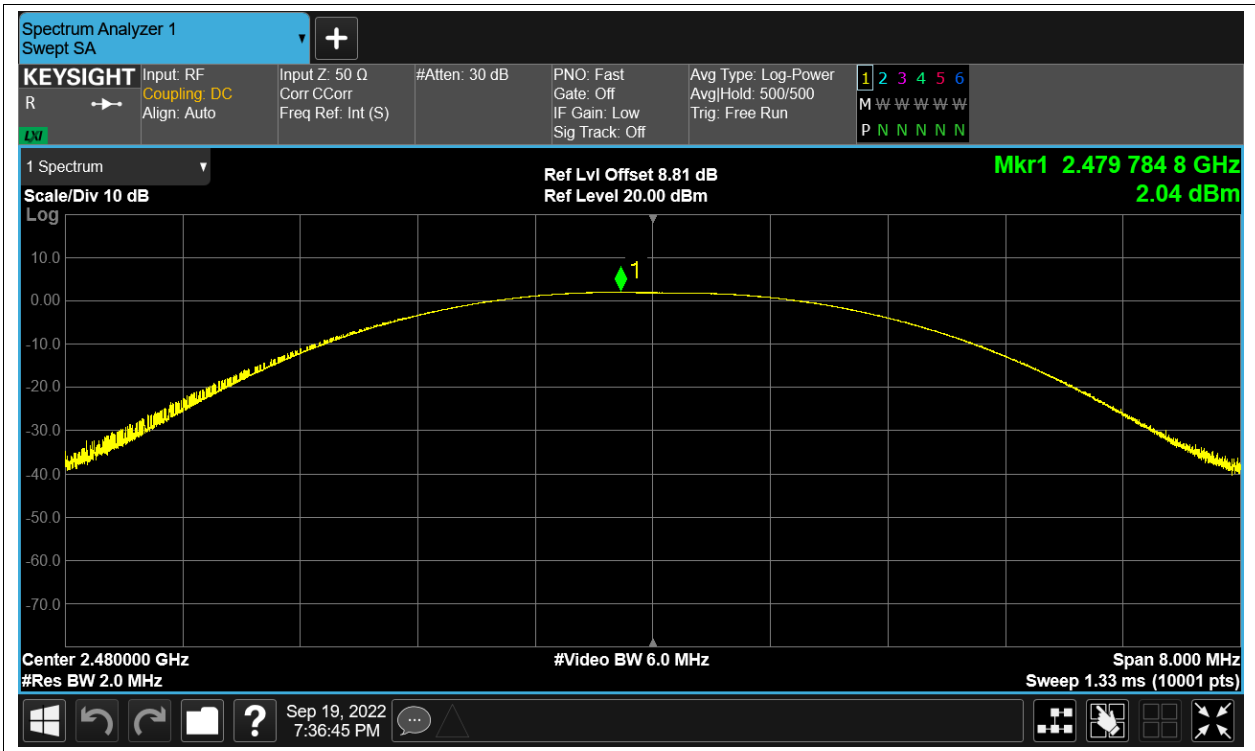 Spectrum Analyzer 1
Swept SA
KEYSIGHT
R
LXI
Input: RF
Coupling: DC
Align: Auto
Input Z: 50 Ω
Corr CCorr
Freq Ref: Int (S)
#Atten: 30 dB
PNO: Fast
Gate: Off
IF Gain: Low
Sig Track: Off
Avg Type: Log-Power
Avg|Hold: 500/500
Trig: Free Run
1 2 3 4 5 6
M W W W W W
P N N N N N
1 Spectrum
Scale/Div 10 dB
Ref Lvl Offset 8.81 dB
Ref Level 20.00 dBm
Mkr1 2.479 784 8 GHz
2.04 dBm
Log
10.0
0.00
-10.0
-20.0
-30.0
-40.0
-50.0
-60.0
-70.0
1
Center 2.480000 GHz
#Res BW 2.0 MHz
#Video BW 6.0 MHz
Span 8.000 MHz
Sweep 1.33 ms (10001 pts)
?
Sep 19, 2022
7:36:45 PM